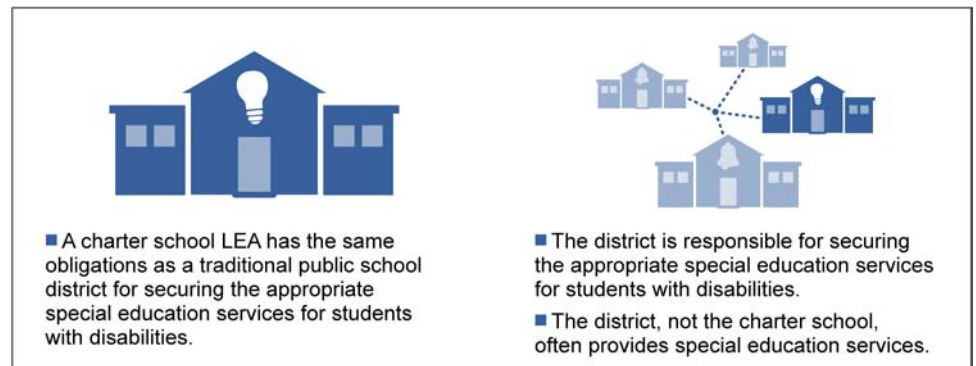 ■ A charter school LEA has the same
obligations as a traditional public school
district for securing the appropriate
special education services for students
with disabilities.
■ The district is responsible for securing
the appropriate special education services
for students with disabilities.
■ The district, not the charter school,
often provides special education services.